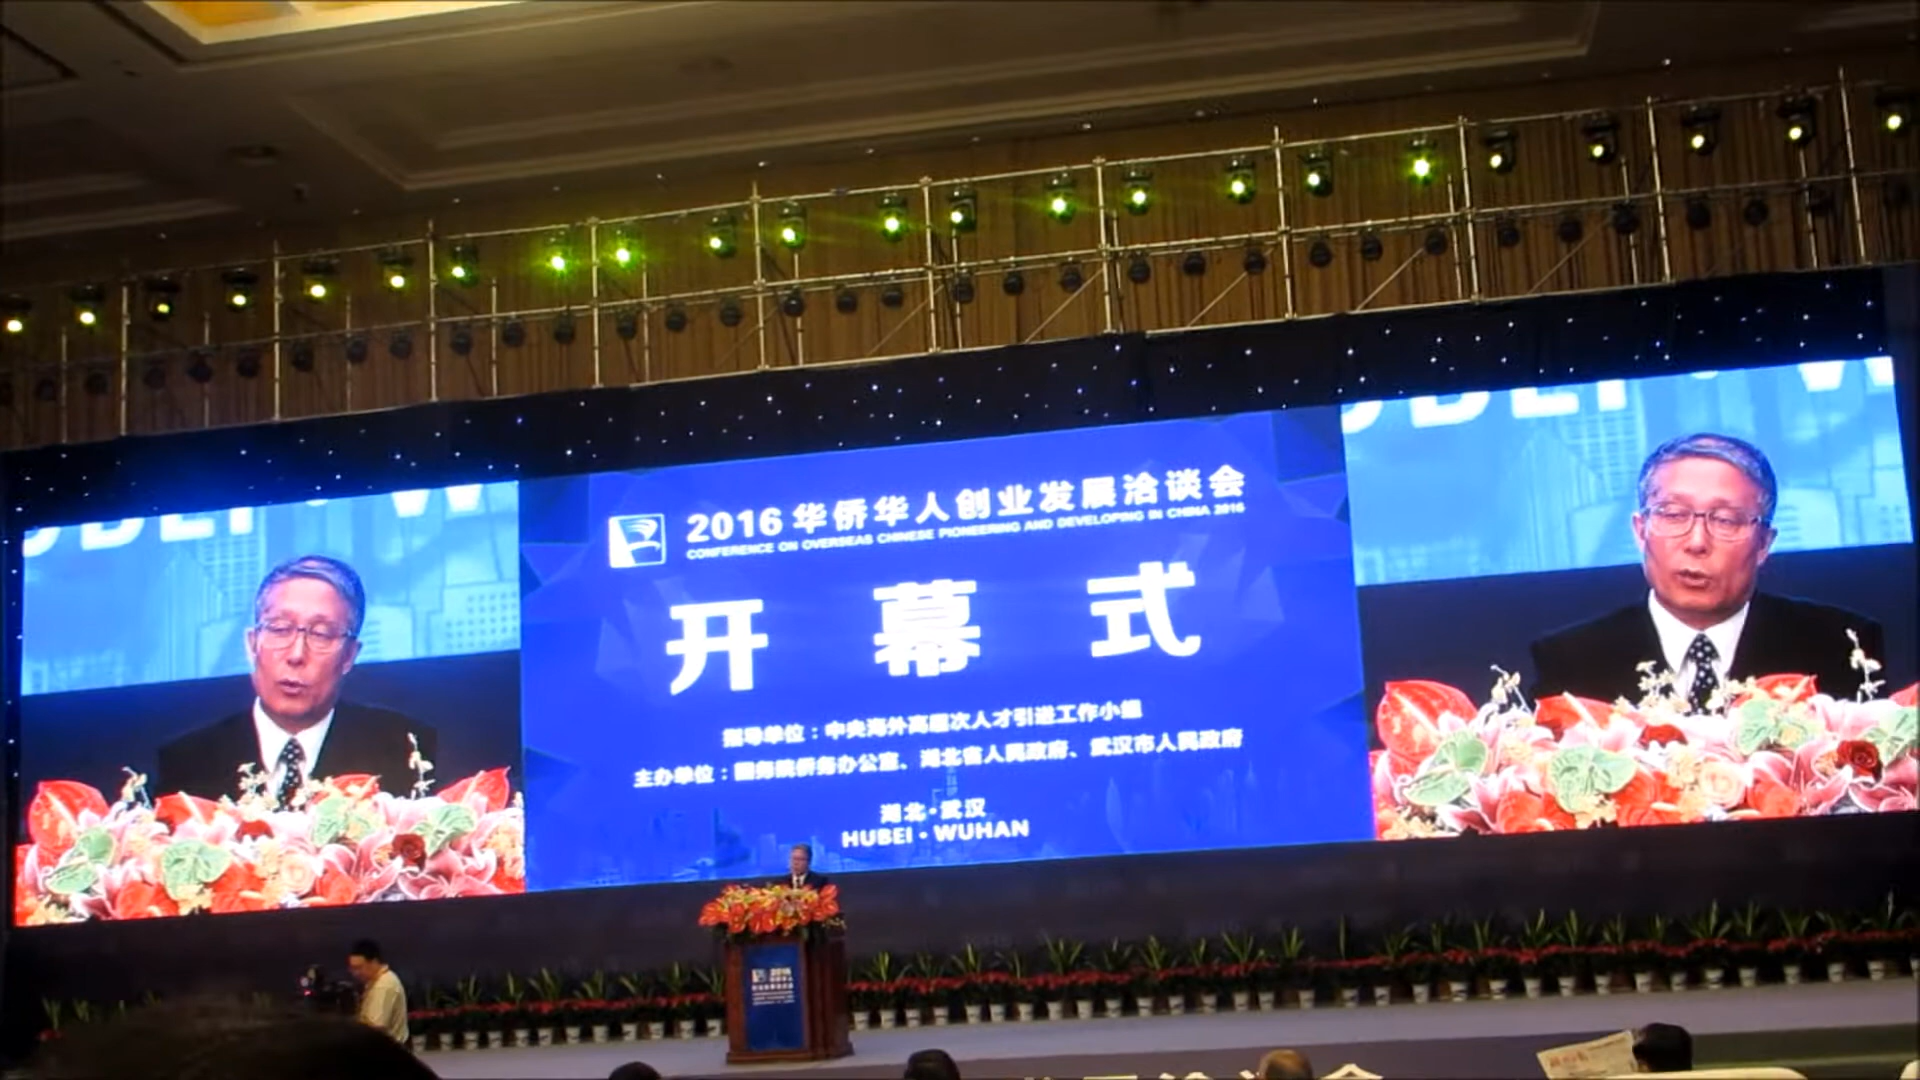 2016华侨华人创业发展洽谈会
CONFERENCE ON OVERSEAS CHINESE PIONEERING AND DEVELOPING IN CHINA 2016
开幕式
指导单位：中央海外高层次人才引进工作小组
主办单位：国务院侨务办公室、湖北省人民政府、武汉市人民政府
湖北·武汉
HUBEI·WUHAN
2016